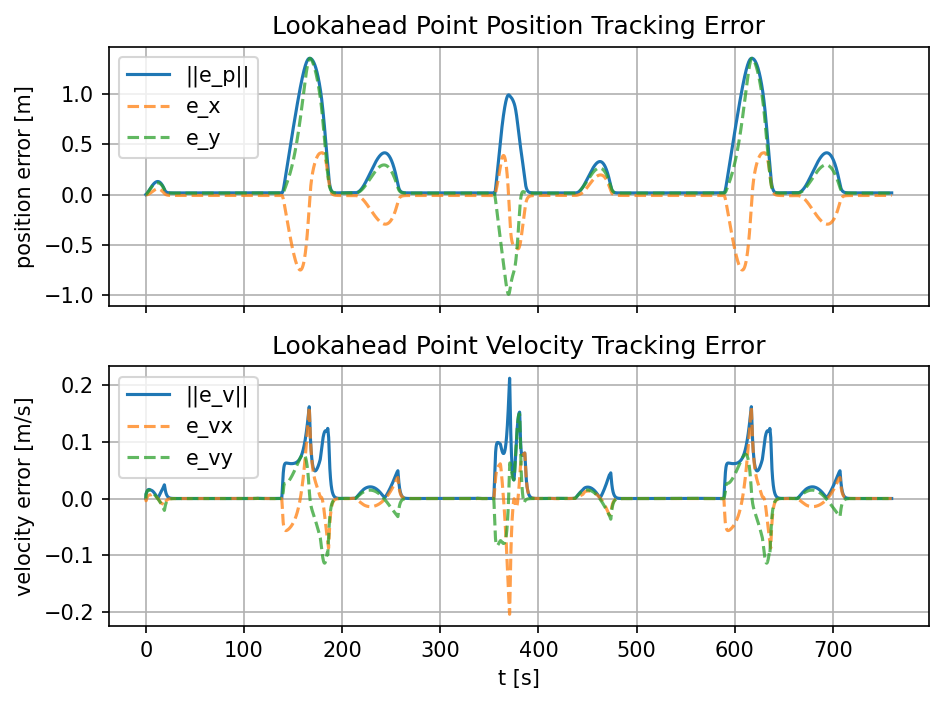 Lookahead Point Position Tracking Error
position error [m]
1.0
0.5
0.0
−0.5
−1.0
||e_p||
e_x
e_y
Lookahead Point Velocity Tracking Error
velocity error [m/s]
0.2
0.1
0.0
−0.1
−0.2
||e_v||
e_vx
e_vy
0 100 200 300 400 500 600 700
t [s]